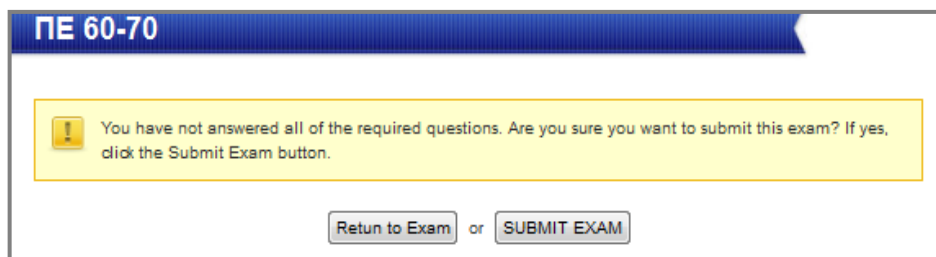 ПЕ 60-70
You have not answered all of the required questions. Are you sure you want to submit this exam? If yes,
click the Submit Exam button.
Retun to Exam or SUBMIT EXAM